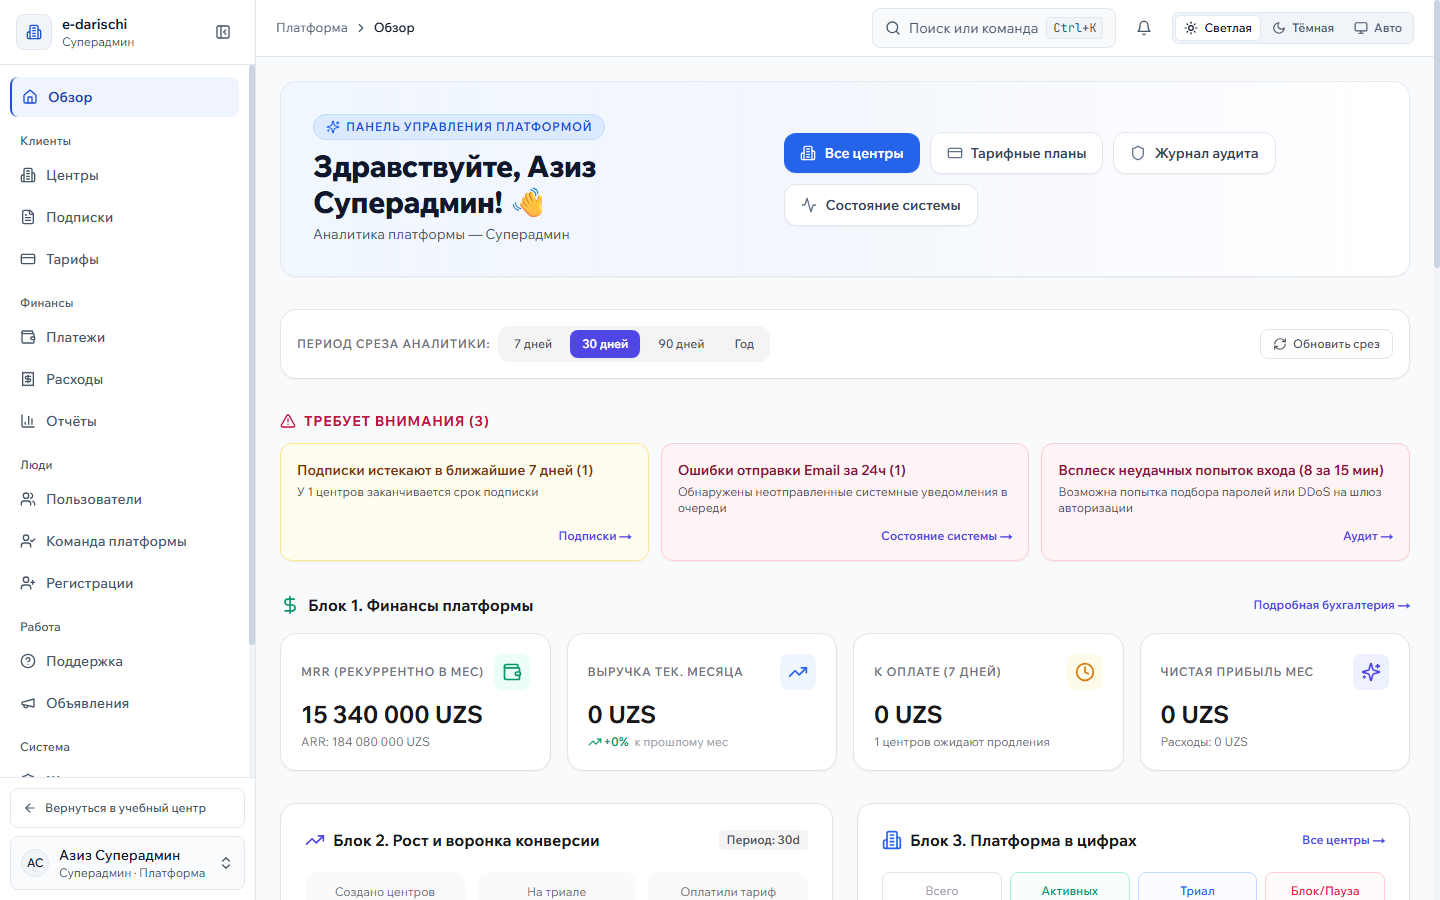 e-darischi
Суперадмин
Обзор
Клиенты
Центры
Подписки
Тарифы
Финансы
Платежи
Расходы
Отчёты
Люди
Пользователи
Команда платформы
Регистрации
Работа
Поддержка
Объявления
Система
Вернуться в учебный центр
АС
Азиз Суперадмин
Суперадмин · Платформа
Платформа > Обзор
Поиск или команда Ctrl+K
Светлая
Тёмная
Авто
ПАНЕЛЬ УПРАВЛЕНИЯ ПЛАТФОРМОЙ
Здравствуйте, Азиз
Суперадмин! 👋
Аналитика платформы — Суперадмин
Все центры
Тарифные планы
Журнал аудита
Состояние системы
ПЕРИОД СРЕЗА АНАЛИТИКИ:
7 дней
30 дней
90 дней
Год
Обновить срез
ТРЕБУЕТ ВНИМАНИЯ (3)
Подписки истекают в ближайшие 7 дней (1)
У 1 центров заканчивается срок подписки
Подписки →
Ошибки отправки Email за 24ч (1)
Обнаружены неотправленные системные уведомления в
очереди
Состояние системы →
Всплеск неудачных попыток входа (8 за 15 мин)
Возможна попытка подбора паролей или DDoS на шлюз
авторизации
Аудит →
Блок 1. Финансы платформы
Подробная бухгалтерия →
MRR (РЕКУРРЕНТНО В МЕС)
15 340 000 UZS
ARR: 184 080 000 UZS
ВЫРУЧКА ТЕК. МЕСЯЦА
0 UZS
+0% к прошлому мес
К ОПЛАТЕ (7 ДНЕЙ)
0 UZS
1 центров ожидают продления
ЧИСТАЯ ПРИБЫЛЬ МЕС
0 UZS
Расходы: 0 UZS
Блок 2. Рост и воронка конверсии
Период: 30d
Создано центров
На триале
Оплатили тариф
Блок 3. Платформа в цифрах
Все центры →
Всего
Активных
Триал
Блок/Пауза